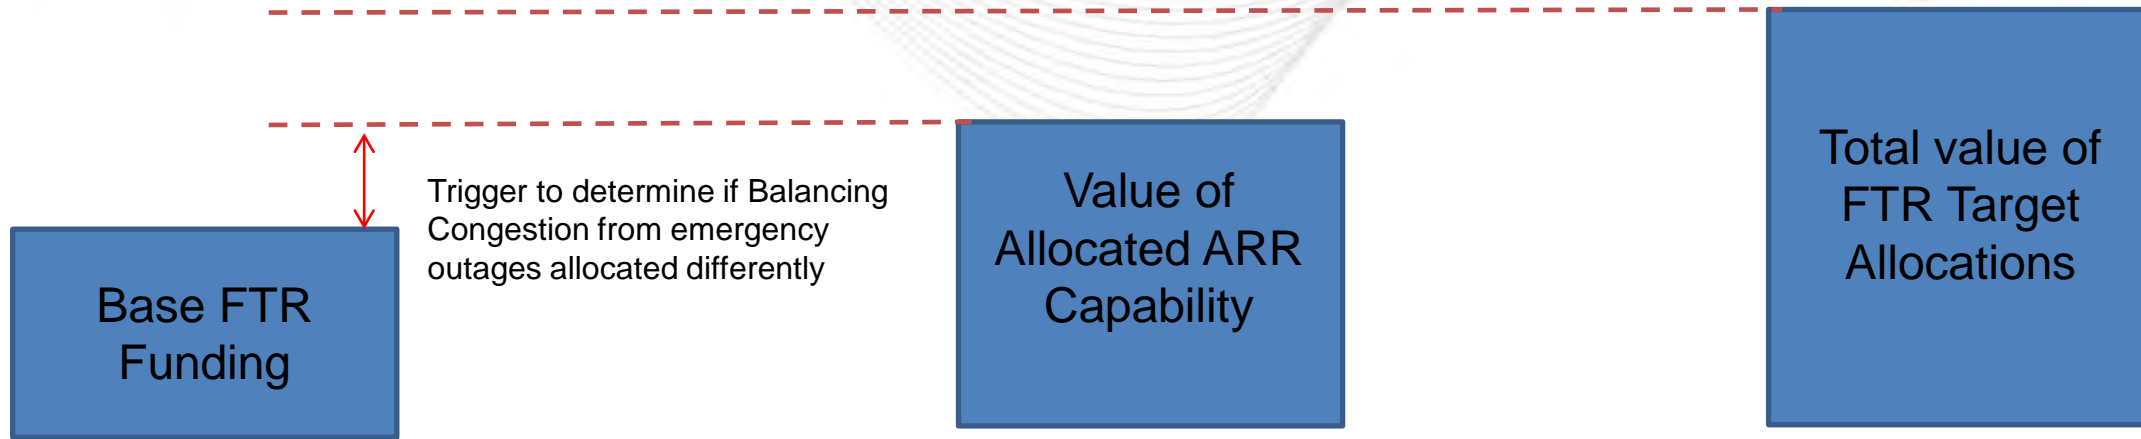 Base FTR
Funding
Trigger to determine if Balancing
Congestion from emergency
outages allocated differently
Value of
Allocated ARR
Capability
Total value of
FTR Target
Allocations